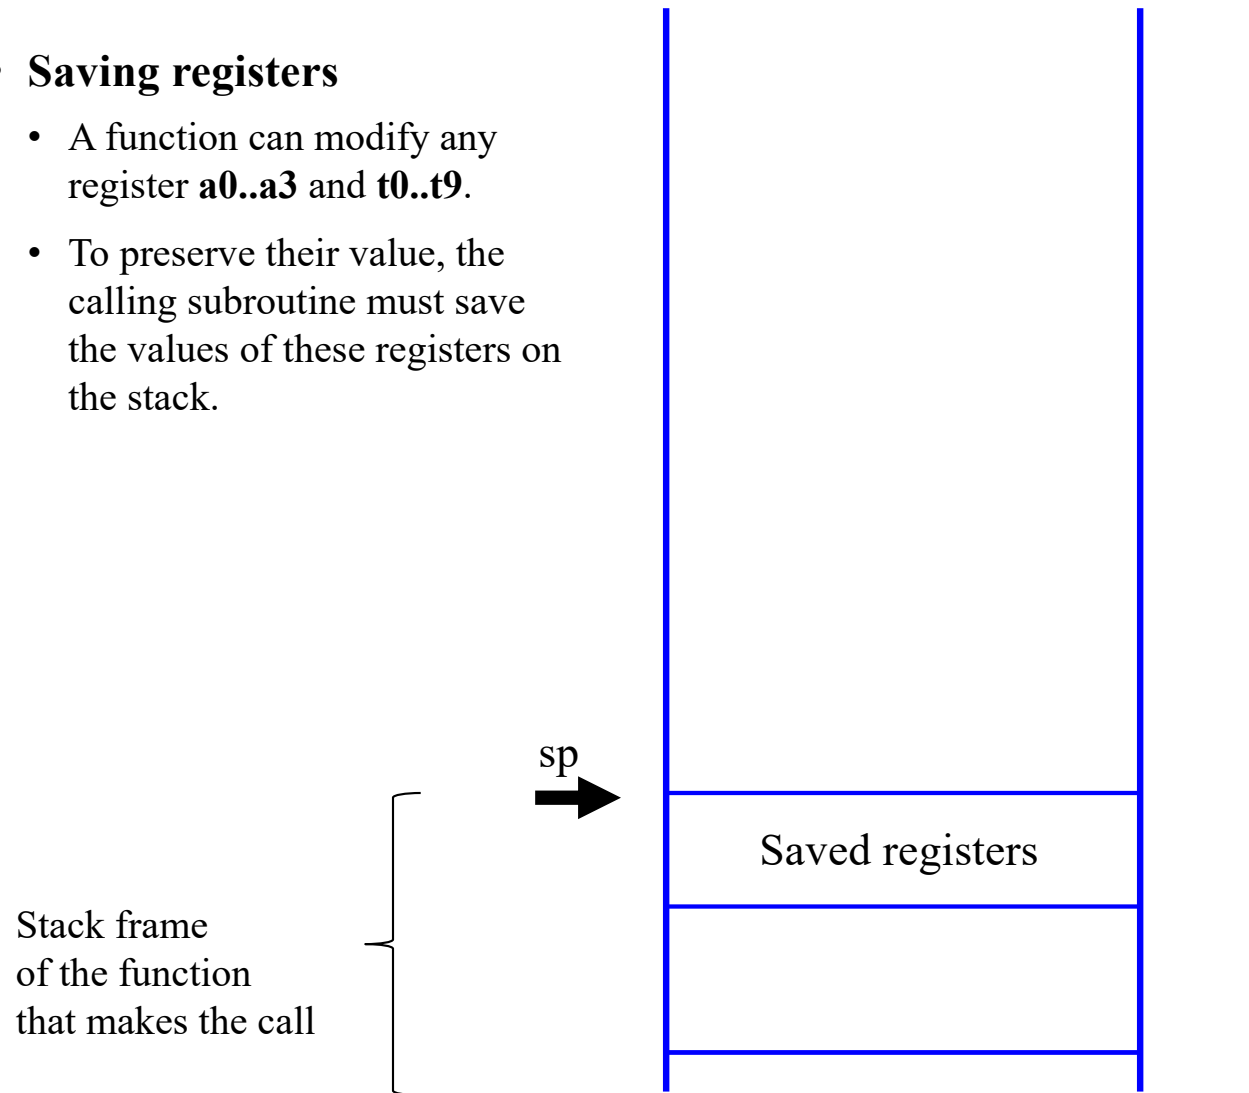 • Saving registers
• A function can modify any
register a0..a3 and t0..t9.
• To preserve their value, the
calling subroutine must save
the values of these registers on
the stack.
sp
Saved registers
Stack frame
of the function
that makes the call